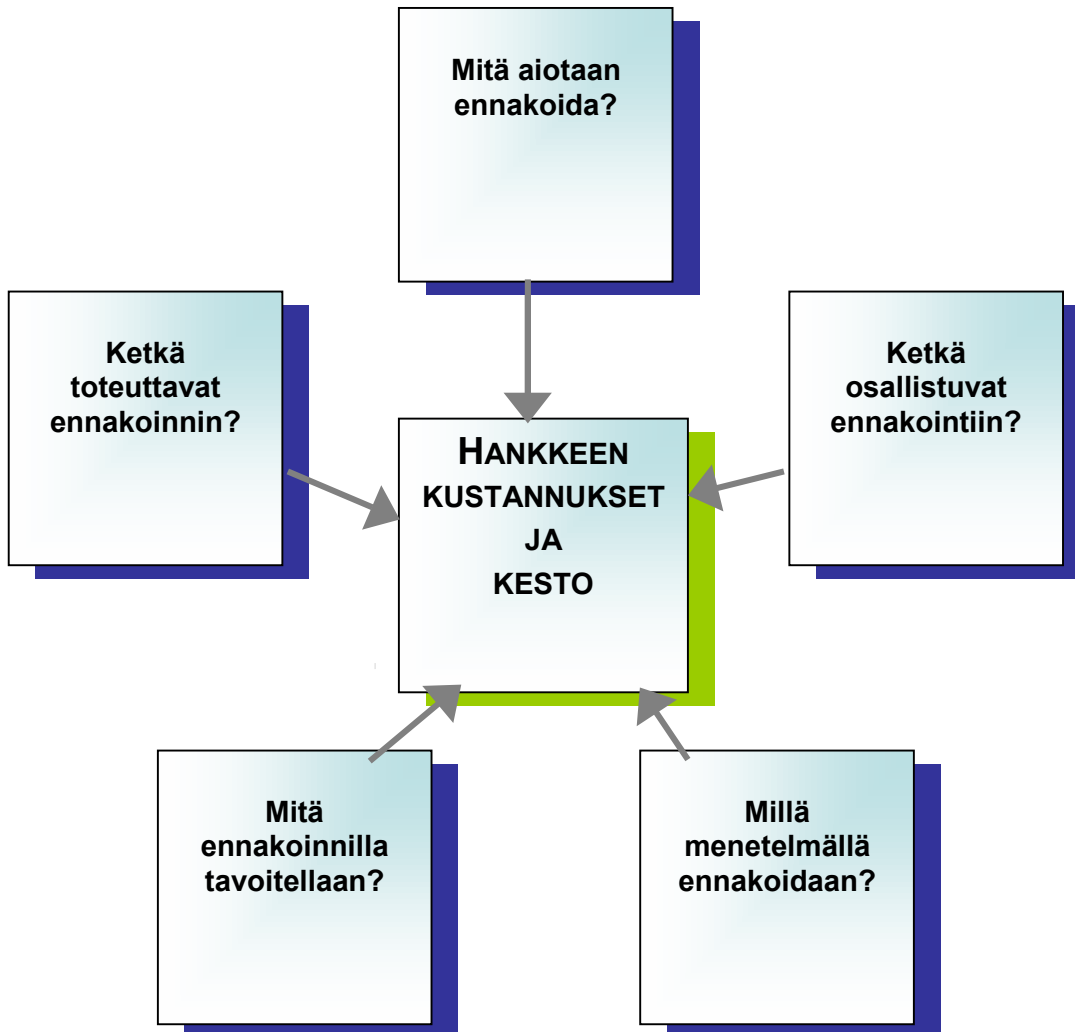 Mitä aiotaan
ennakoida?
Ketkä
toteuttavat
ennakoinnin?
Ketkä
osallistuvat
ennakointiin?
HANKKEEN
KUSTANNUKSET
JA
KESTO
Mitä
ennakoinnilla
tavoitellaan?
Millä
menetelmällä
ennakoidaan?